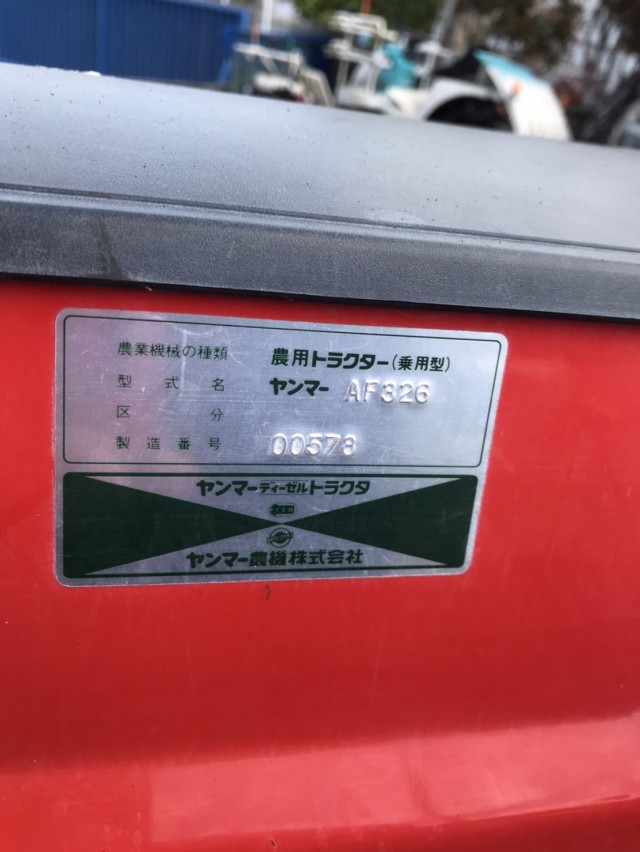 農業機械の種類 農用トラクター(乗用型)
型式名 ヤンマー AF326
区分
製造番号 00578
ヤンマーディーゼルトラクタ
ヤンマー農機株式会社